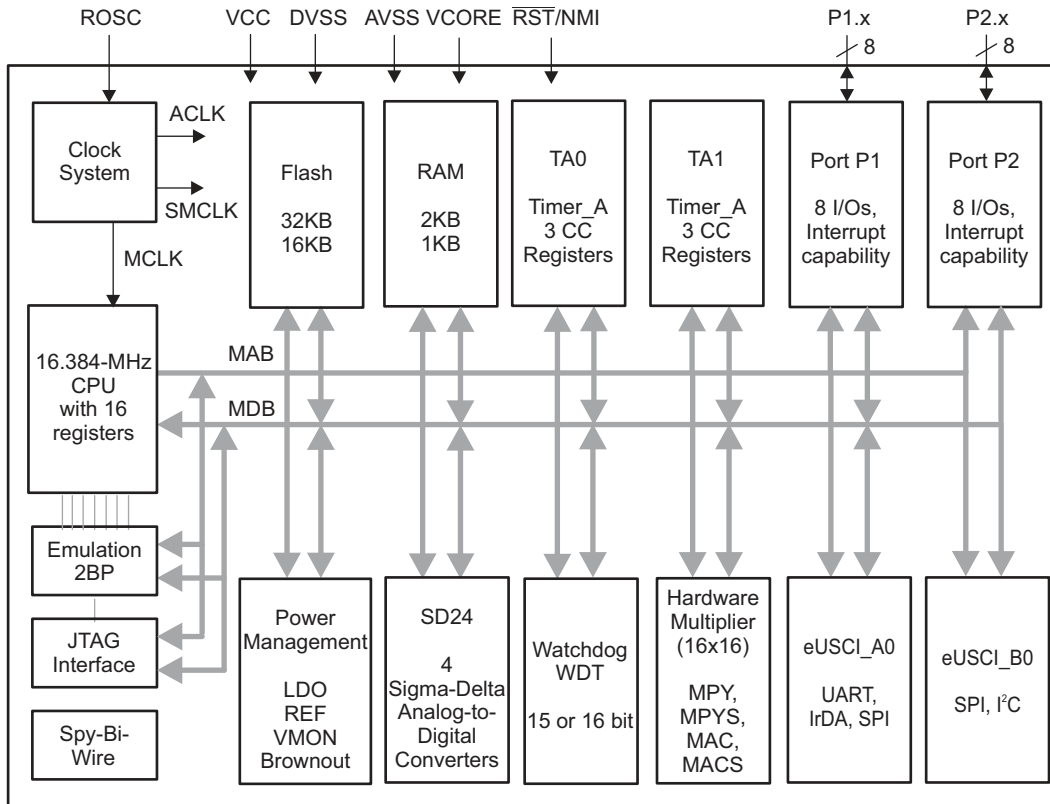 ROSC
VCC
DVSS
AVSS
VCORE
RST/NMI
P1.x
P2.x
8
8
Clock
System
ACLK
SMCLK
MCLK
Flash
32KB
16KB
RAM
2KB
1KB
TA0
Timer_A
3 CC
Registers
TA1
Timer_A
3 CC
Registers
Port P1
8 I/Os,
Interrupt
capability
Port P2
8 I/Os,
Interrupt
capability
16.384-MHz
CPU
with 16
registers
MAB
MDB
Emulation
2BP
JTAG
Interface
Spy-Bi-
Wire
Power
Management
LDO
REF
VMON
Brownout
SD24
4
Sigma-Delta
Analog-to-
Digital
Converters
Watchdog
WDT
15 or 16 bit
Hardware
Multiplier
(16x16)
MPY,
MPYS,
MAC,
MACS
eUSCI_A0
UART,
IrDA, SPI
eUSCI_B0
SPI, I²C